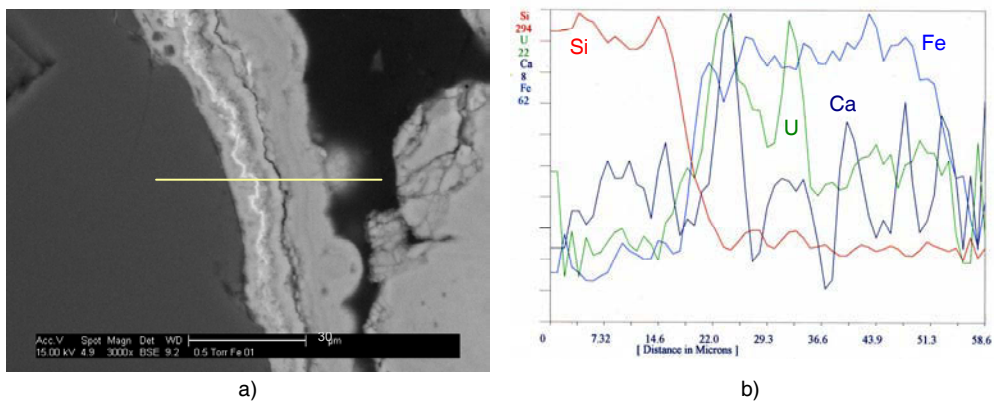 Acc.V Spot Magn Det WD 30 µm
15.00 kV 4.9 3000x BSE 9.2 0.5 Torr Fe 01
a)
Si
294
U
22
Ca
8
Fe
62
Si
Fe
Ca
U
0 7.32 14.6 22.0 29.3 36.6 43.9 51.3 58.6
[ Distance in Microns ]
b)